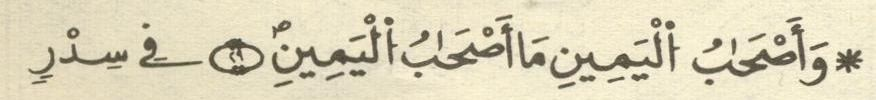 * وَأَصْحَٰبُ ٱلْيَمِينِ مَا أَصْحَٰبُ ٱلْيَمِينِ ۝ فِے سِدْرٍ